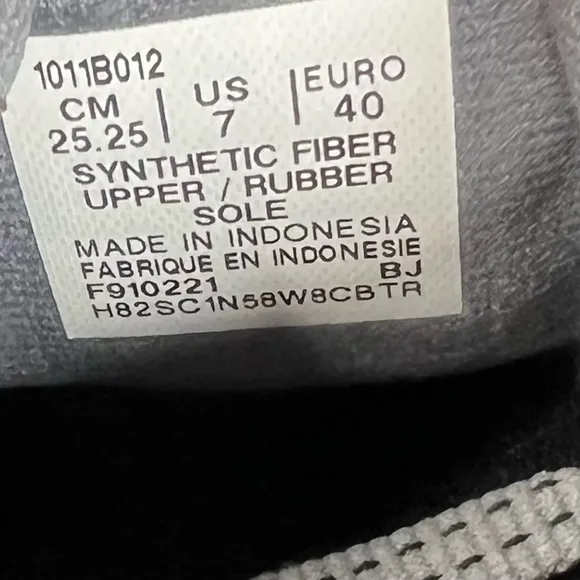 1011B012
CM | US | EURO
25.25 | 7 | 40
SYNTHETIC FIBER
UPPER / RUBBER
SOLE
MADE IN INDONESIA
FABRIQUE EN INDONESIE
F910221 BJ
H82SC1N58W8CBTR